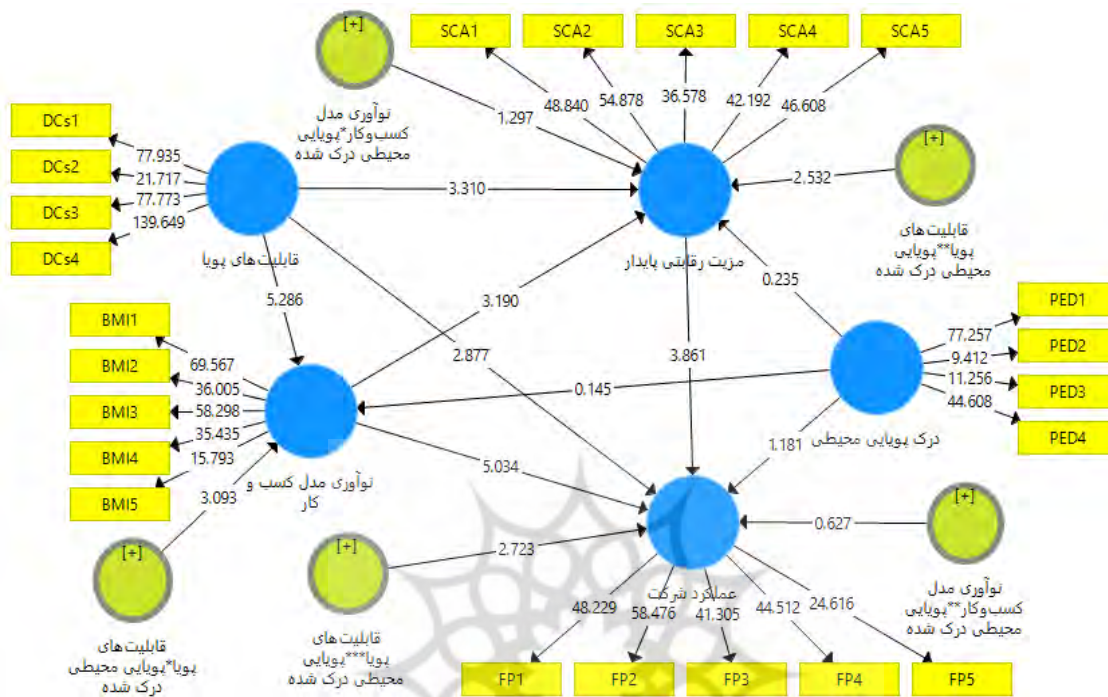 SCA1
SCA2
SCA3
SCA4
SCA5
[+]
48.840
54.878
36.578
42.192
46.608
1.297
نوآوری مدل
کسب‌وکار*پویایی
محیطی درک شده
DCs1
DCs2
DCs3
DCs4
77.935
21.717
77.773
139.649
قابلیت‌های پویا
3.310
مزیت رقابتی پایدار
[+]
2.532
قابلیت‌های
پویا**پویایی
محیطی درک شده
5.286
3.190
2.877
3.861
0.235
0.145
1.181
5.034
PED1
PED2
PED3
PED4
77.257
9.412
11.256
44.608
درک پویایی محیطی
BMI1
BMI2
BMI3
BMI4
BMI5
69.567
36.005
58.298
35.435
15.793
نوآوری مدل کسب و
کار
3.093
[+]
قابلیت‌های
پویا*پویایی محیطی
درک شده
[+]
2.723
قابلیت‌های
پویا***پویایی
محیطی درک شده
عملکرد شرکت
[+]
0.627
نوآوری مدل
کسب‌وکار**پویایی
محیطی درک شده
48.229
58.476
41.305
44.512
24.616
FP1
FP2
FP3
FP4
FP5